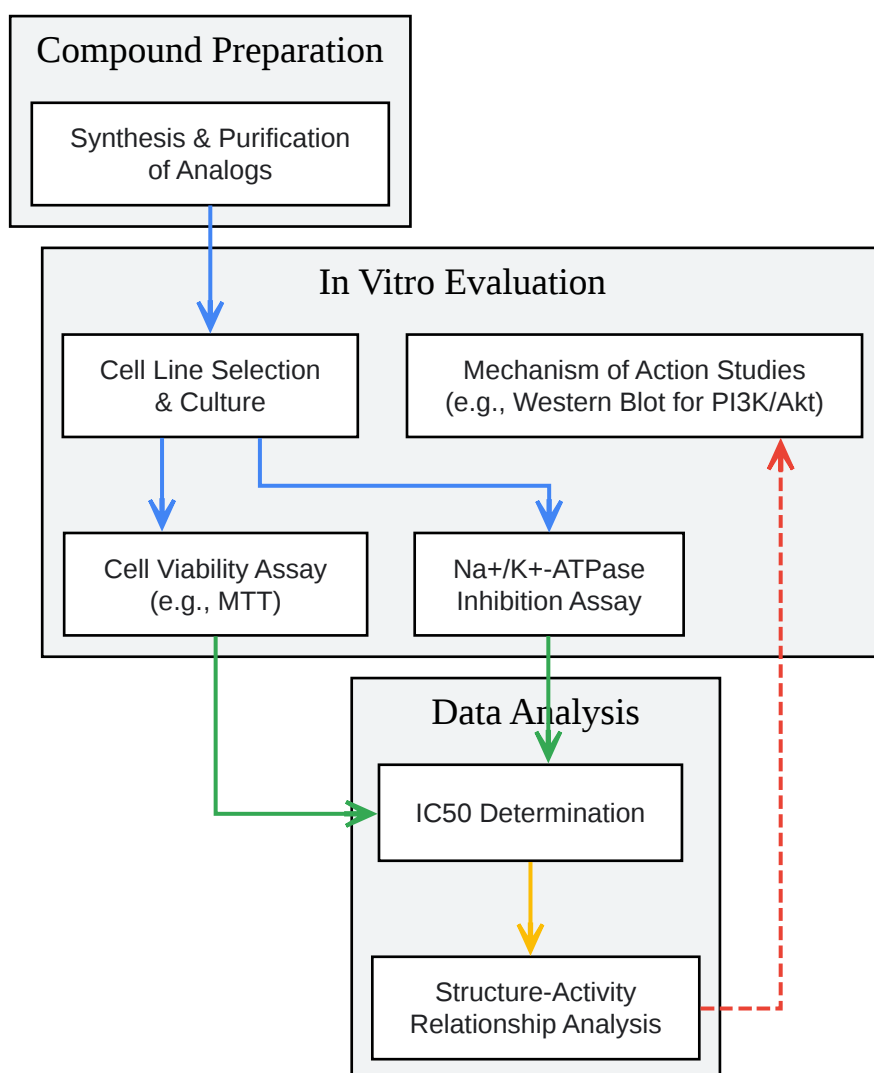 Compound Preparation
Synthesis & Purification
of Analogs
In Vitro Evaluation
Cell Line Selection
& Culture
Mechanism of Action Studies
(e.g., Western Blot for PI3K/Akt)
Cell Viability Assay
(e.g., MTT)
Na+/K+-ATPase
Inhibition Assay
Data Analysis
IC50 Determination
Structure-Activity
Relationship Analysis